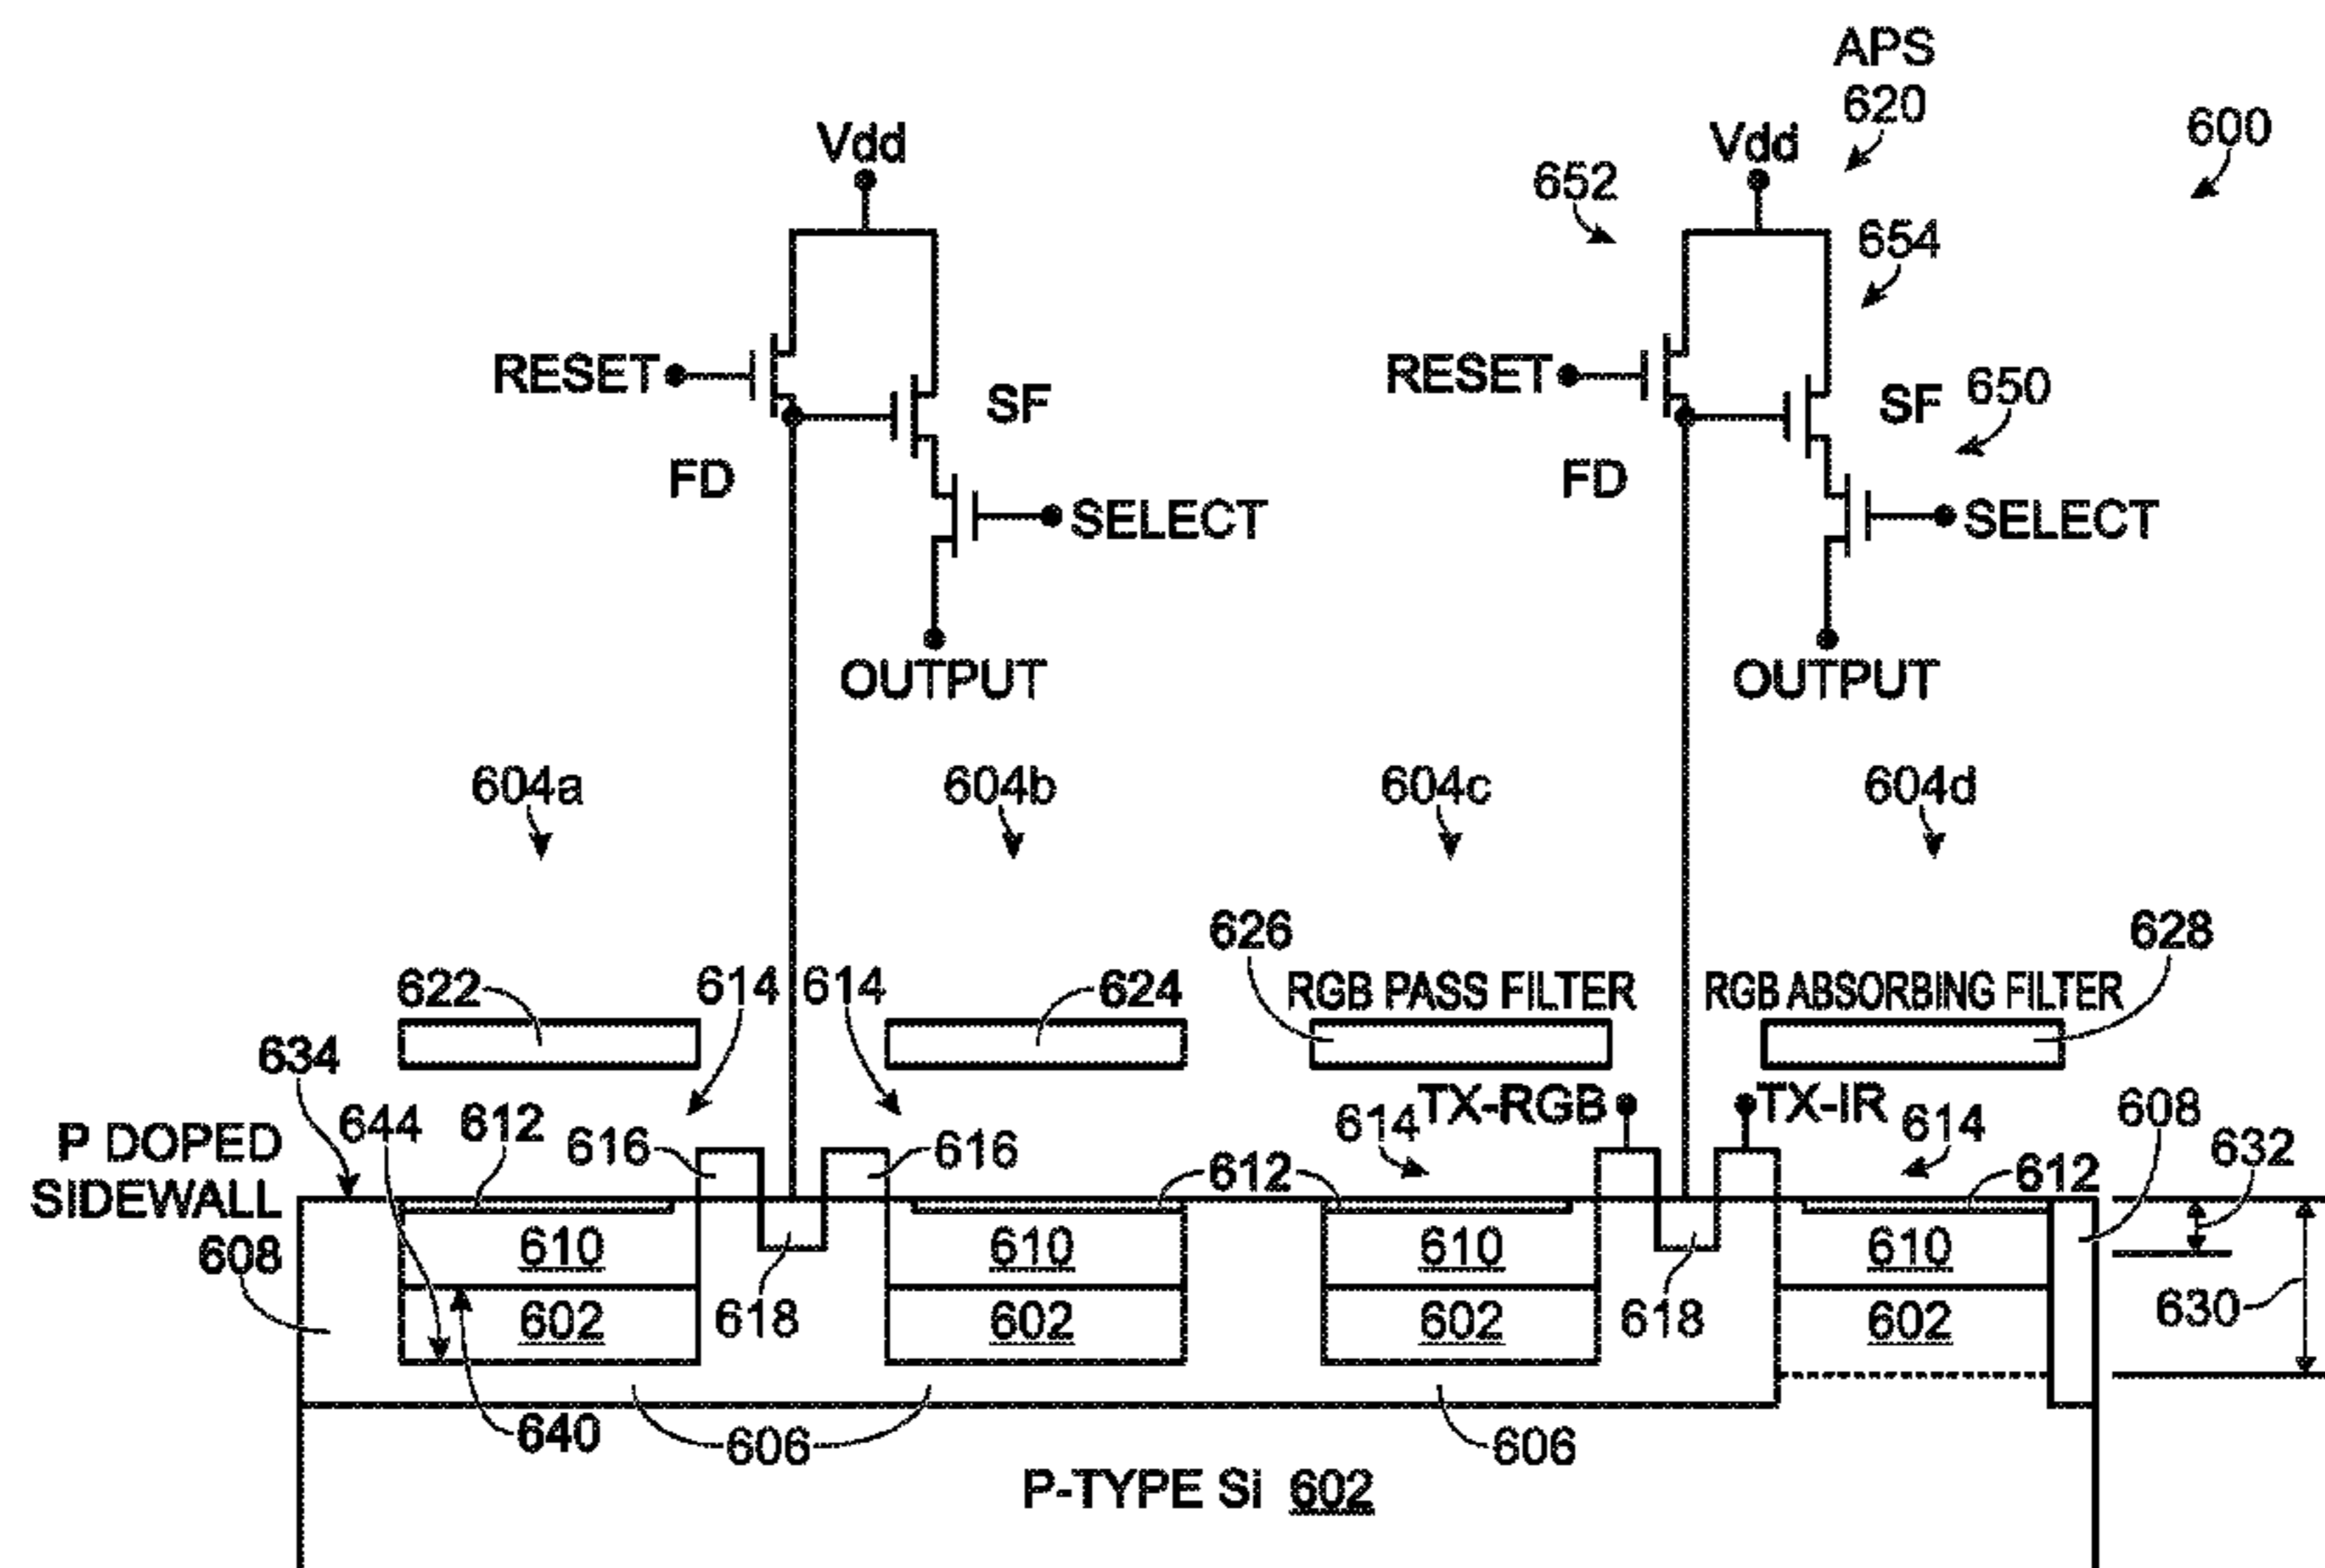 APS
620
600
Vdd
Vdd
652
654
RESET
SF
RESET
SF
650
FD
FD
SELECT
SELECT
OUTPUT
OUTPUT
604a
604b
604c
604d
626
628
622
614
614
624
RGB PASS FILTER
RGB ABSORBING FILTER
634
644
612
616
616
614
TX-RGB
TX-IR
614
608
632
P DOPED
SIDEWALL
608
612
612
610
610
610
610
602
618
602
602
618
602
630
640
606
606
P-TYPE Si 602